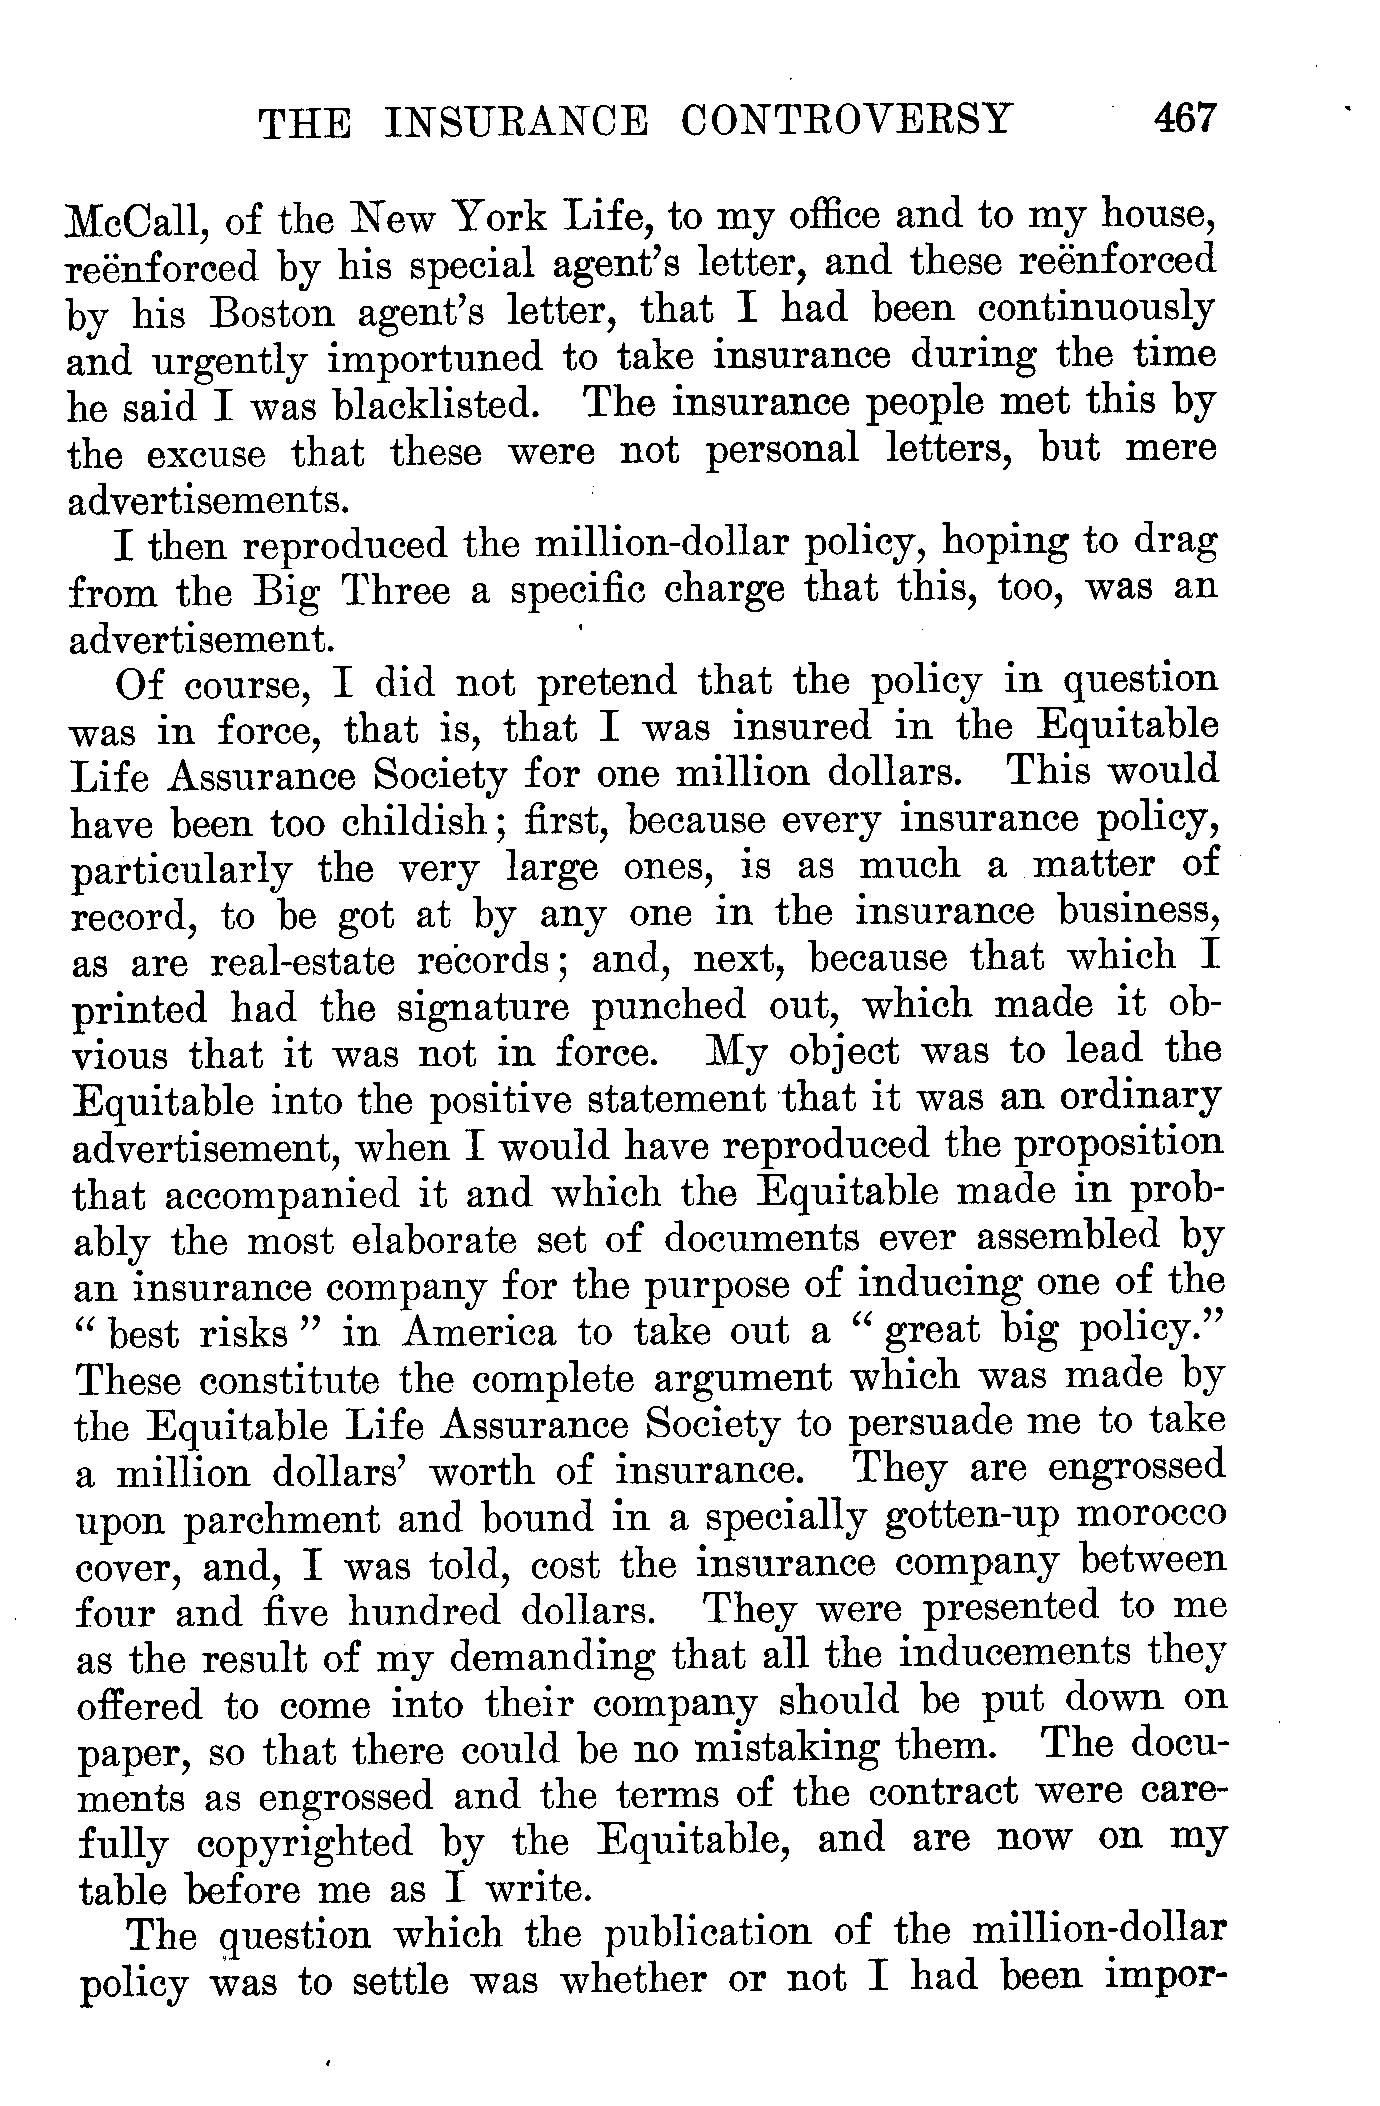 THE INSURANCE CONTROVERSY 467
McCall, of the New York Life, to my office and to my house,
reënforced by his special agent's letter, and these reënforced
by his Boston agent's letter, that I had been continuously
and urgently importuned to take insurance during the time
he said I was blacklisted. The insurance people met this by
the excuse that these were not personal letters, but mere
advertisements.
I then reproduced the million-dollar policy, hoping to drag
from the Big Three a specific charge that this, too, was an
advertisement.
Of course, I did not pretend that the policy in question
was in force, that is, that I was insured in the Equitable
Life Assurance Society for one million dollars. This would
have been too childish; first, because every insurance policy,
particularly the very large ones, is as much a matter of
record, to be got at by any one in the insurance business,
as are real-estate records; and, next, because that which I
printed had the signature punched out, which made it ob-
vious that it was not in force. My object was to lead the
Equitable into the positive statement that it was an ordinary
advertisement, when I would have reproduced the proposition
that accompanied it and which the Equitable made in prob-
ably the most elaborate set of documents ever assembled by
an insurance company for the purpose of inducing one of the
“ best risks ” in America to take out a “ great big policy.”
These constitute the complete argument which was made by
the Equitable Life Assurance Society to persuade me to take
a million dollars' worth of insurance. They are engrossed
upon parchment and bound in a specially gotten-up morocco
cover, and, I was told, cost the insurance company between
four and five hundred dollars. They were presented to me
as the result of my demanding that all the inducements they
offered to come into their company should be put down on
paper, so that there could be no mistaking them. The docu-
ments as engrossed and the terms of the contract were care-
fully copyrighted by the Equitable, and are now on my
table before me as I write.
The question which the publication of the million-dollar
policy was to settle was whether or not I had been impor-